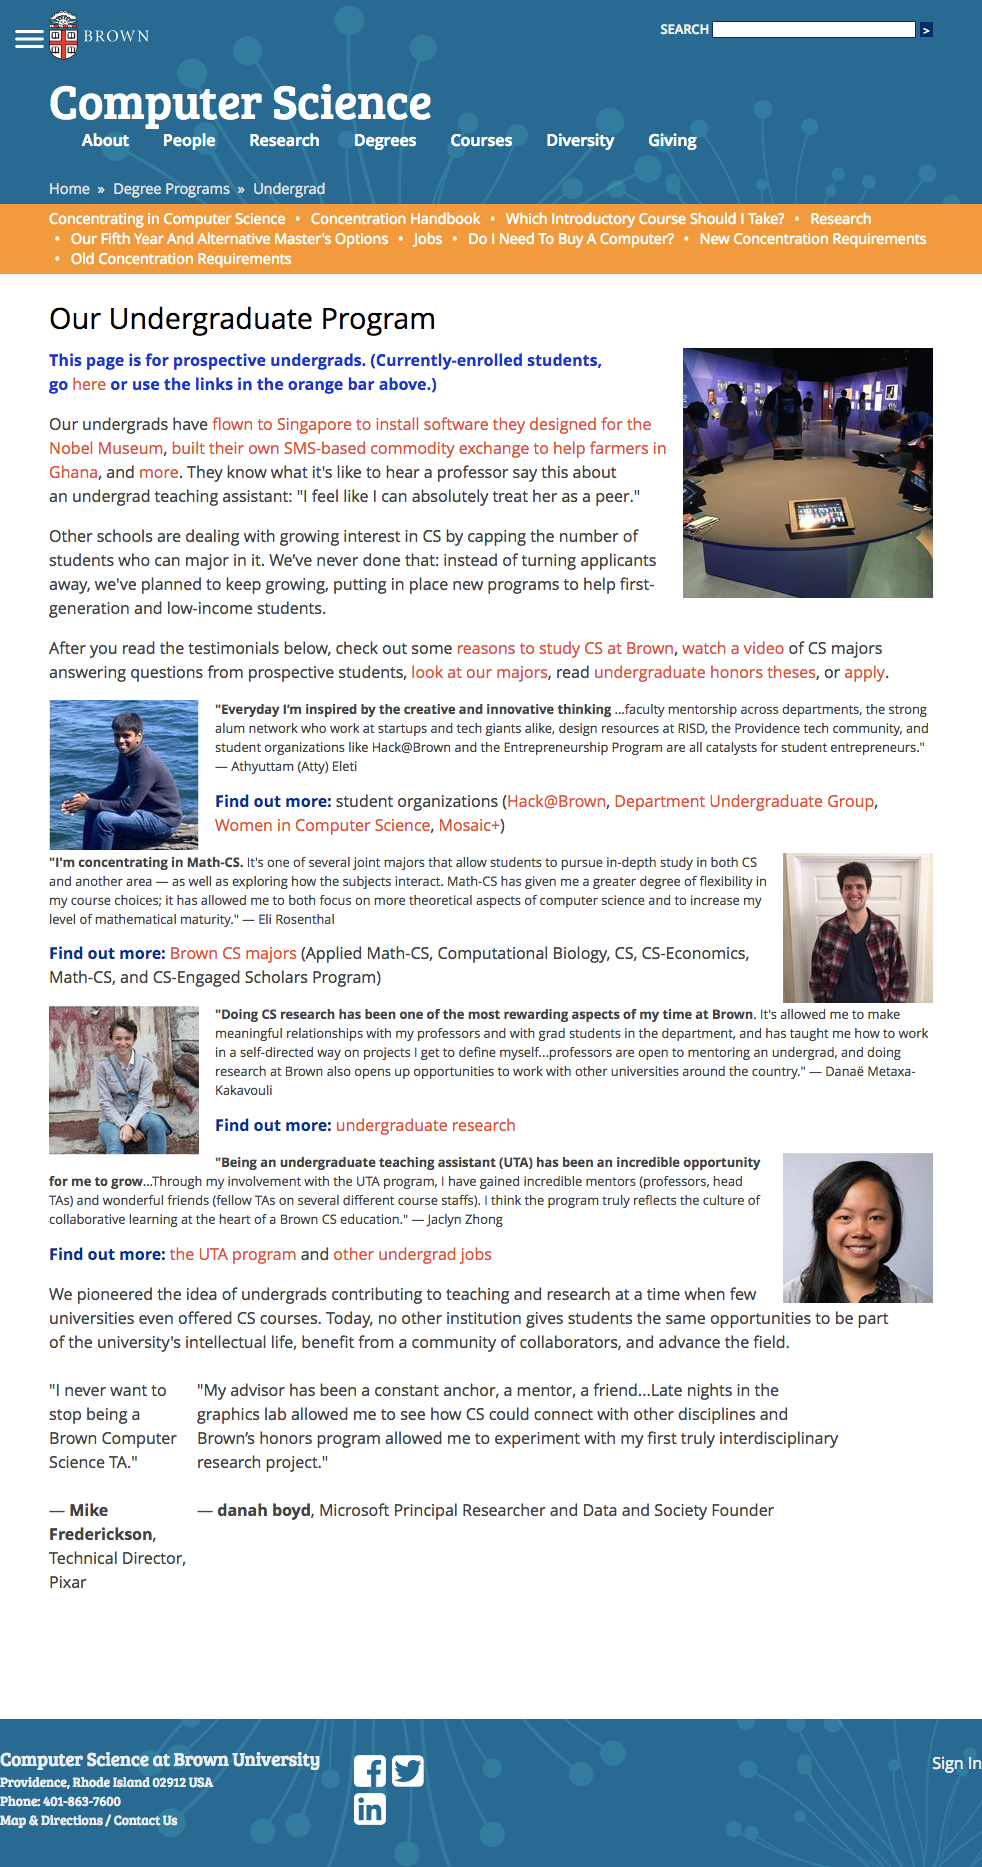 BROWN
SEARCH
>
Computer Science
About People Research Degrees Courses Diversity Giving
Home » Degree Programs » Undergrad
Concentrating in Computer Science • Concentration Handbook • Which Introductory Course Should I Take? • Research
• Our Fifth Year And Alternative Master's Options • Jobs • Do I Need To Buy A Computer? • New Concentration Requirements
• Old Concentration Requirements
Our Undergraduate Program
This page is for prospective undergrads. (Currently-enrolled students,
go here or use the links in the orange bar above.)
Our undergrads have flown to Singapore to install software they designed for the
Nobel Museum, built their own SMS-based commodity exchange to help farmers in
Ghana, and more. They know what it's like to hear a professor say this about
an undergrad teaching assistant: "I feel like I can absolutely treat her as a peer."
Other schools are dealing with growing interest in CS by capping the number of
students who can major in it. We’ve never done that: instead of turning applicants
away, we've planned to keep growing, putting in place new programs to help first-
generation and low-income students.
After you read the testimonials below, check out some reasons to study CS at Brown, watch a video of CS majors
answering questions from prospective students, look at our majors, read undergraduate honors theses, or apply.
"Everyday I’m inspired by the creative and innovative thinking ...faculty mentorship across departments, the strong
alum network who work at startups and tech giants alike, design resources at RISD, the Providence tech community, and
student organizations like Hack@Brown and the Entrepreneurship Program are all catalysts for student entrepreneurs."
— Athyuttam (Atty) Eleti
Find out more: student organizations (Hack@Brown, Department Undergraduate Group,
Women in Computer Science, Mosaic+)
"I'm concentrating in Math-CS. It's one of several joint majors that allow students to pursue in-depth study in both CS
and another area — as well as exploring how the subjects interact. Math-CS has given me a greater degree of flexibility in
my course choices; it has allowed me to both focus on more theoretical aspects of computer science and to increase my
level of mathematical maturity." — Eli Rosenthal
Find out more: Brown CS majors (Applied Math-CS, Computational Biology, CS, CS-Economics,
Math-CS, and CS-Engaged Scholars Program)
"Doing CS research has been one of the most rewarding aspects of my time at Brown. It's allowed me to make
meaningful relationships with my professors and with grad students in the department, and has taught me how to work
in a self-directed way on projects I get to define myself...professors are open to mentoring an undergrad, and doing
research at Brown also opens up opportunities to work with other universities around the country." — Danaë Metaxa-
Kakavouli
Find out more: undergraduate research
"Being an undergraduate teaching assistant (UTA) has been an incredible opportunity
for me to grow...Through my involvement with the UTA program, I have gained incredible mentors (professors, head
TAs) and wonderful friends (fellow TAs on several different course staffs). I think the program truly reflects the culture of
collaborative learning at the heart of a Brown CS education." — Jaclyn Zhong
Find out more: the UTA program and other undergrad jobs
We pioneered the idea of undergrads contributing to teaching and research at a time when few
universities even offered CS courses. Today, no other institution gives students the same opportunities to be part
of the university's intellectual life, benefit from a community of collaborators, and advance the field.
"I never want to
stop being a
Brown Computer
Science TA."
— Mike
Frederickson,
Technical Director,
Pixar
"My advisor has been a constant anchor, a mentor, a friend...Late nights in the
graphics lab allowed me to see how CS could connect with other disciplines and
Brown’s honors program allowed me to experiment with my first truly interdisciplinary
research project."
— danah boyd, Microsoft Principal Researcher and Data and Society Founder
Computer Science at Brown University
Providence, Rhode Island 02912 USA
Phone: 401-863-7600
Map & Directions / Contact Us
Sign In